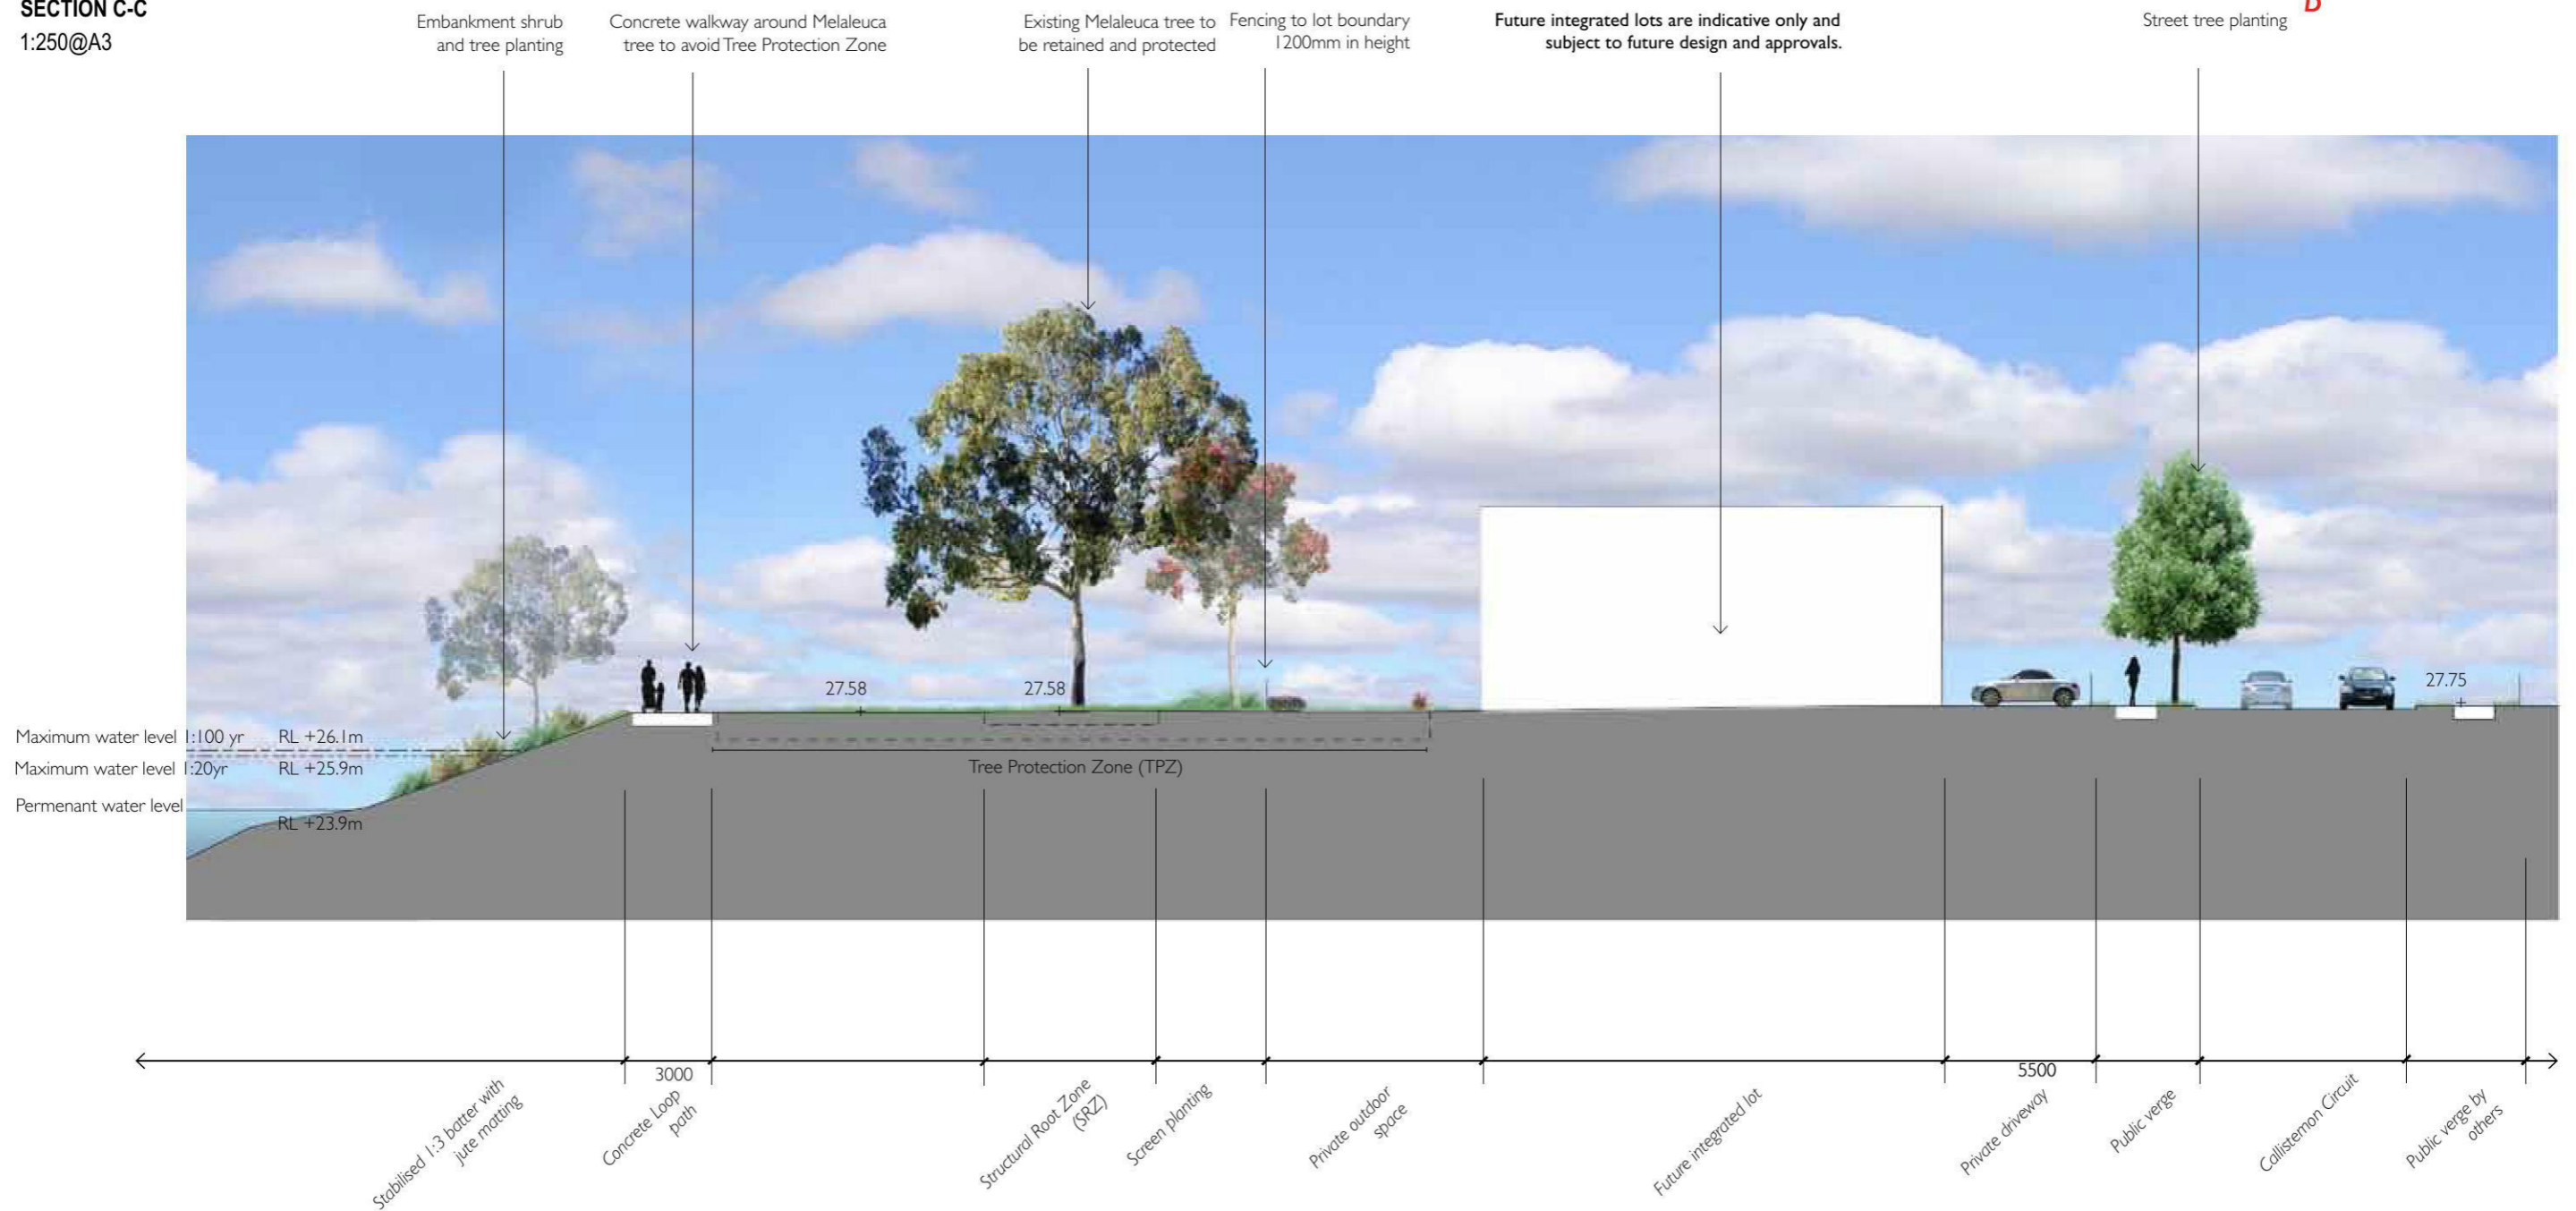 SECTION C-C
1:250@A3
Embankment shrub
and tree planting
Concrete walkway around Melaleuca
tree to avoid Tree Protection Zone
Existing Melaleuca tree to
be retained and protected
Fencing to lot boundary
1200mm in height
Future integrated lots are indicative only and
subject to future design and approvals.
Street tree planting
D
27.58
27.58
27.75
Maximum water level 1:100 yr RL +26.1m
Maximum water level 1:20yr RL +25.9m
Permenant water level
RL +23.9m
Tree Protection Zone (TPZ)
3000
5500
Stabilised 1:3 batter with
jute matting
Concrete Loop
path
Structural Root Zone
(SRZ)
Screen planting
Private outdoor
space
Future integrated lot
Private driveway
Public verge
Callistemon Circuit
Public verge by
others